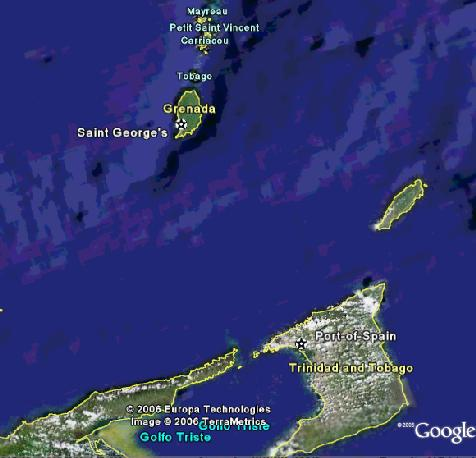 Mayreau
Petit Saint Vincent
Carriacou
Tobago
Grenada
Saint George's
Port-of-Spain
Trinidad and Tobago
© 2006 Europa Technologies
Image © 2006 TerraMetrics
Golfo Triste
Golfo Triste
© 2005 Google